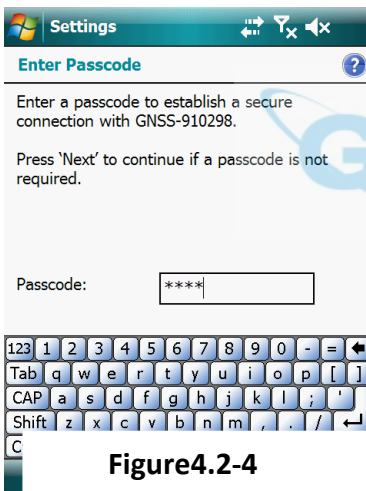 Settings
Enter Passcode
?
Enter a passcode to establish a secure
connection with GNSS-910298.
Press 'Next' to continue if a passcode is not
required.
Passcode: ****
123 1 2 3 4 5 6 7 8 9 0 - =
Tab q w e r t y u i o p [ ]
CAP a s d f g h j k l ; '
Shift z x c v b n m , . /
C
Figure4.2-4